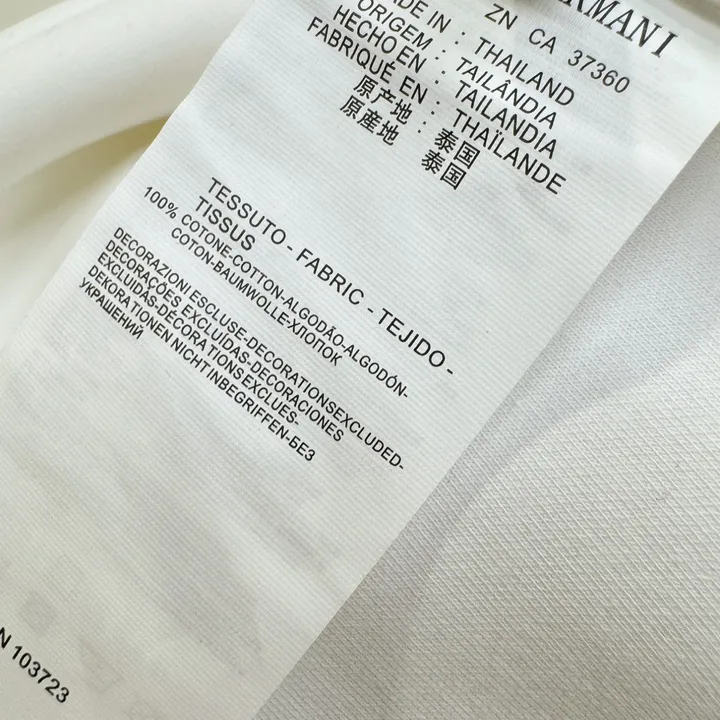 ARMANI
ZN CA 37360
MADE IN : THAILAND
ORIGEM : TAILÂNDIA
HECHO EN : TAILANDIA
FABRIQUÉ EN : THAÏLANDE
原产地 : 泰国
原產地 泰国
TESSUTO - FABRIC - TEJIDO -
TISSUS
100% COTONE-COTTON-ALGODÃO-ALGODÓN-
COTON-BAUMWOLLE-ХЛОПОК
DECORAZIONI ESCLUSE-DECORATIONSEXCLUDED-
DECORAÇÕES EXCLUÍDAS-DECORACIONES
EXCLUIDAS-DÉCORATIONS EXCLUES-
DEKORATIONEN NICHT INBEGRIFFEN-БЕЗ
УКРАШЕНИЙ
N 103723